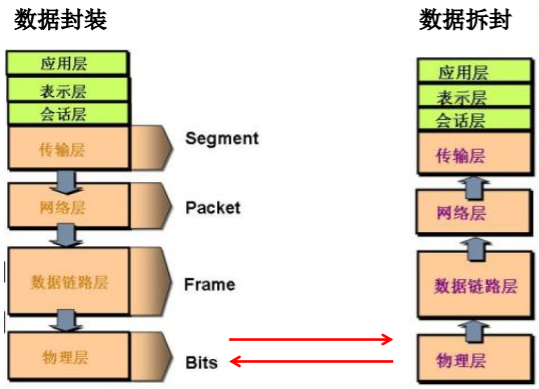 数据封装
应用层
表示层
会话层
传输层
Segment
网络层
Packet
数据链路层
Frame
物理层
Bits
数据拆封
应用层
表示层
会话层
传输层
网络层
数据链路层
物理层